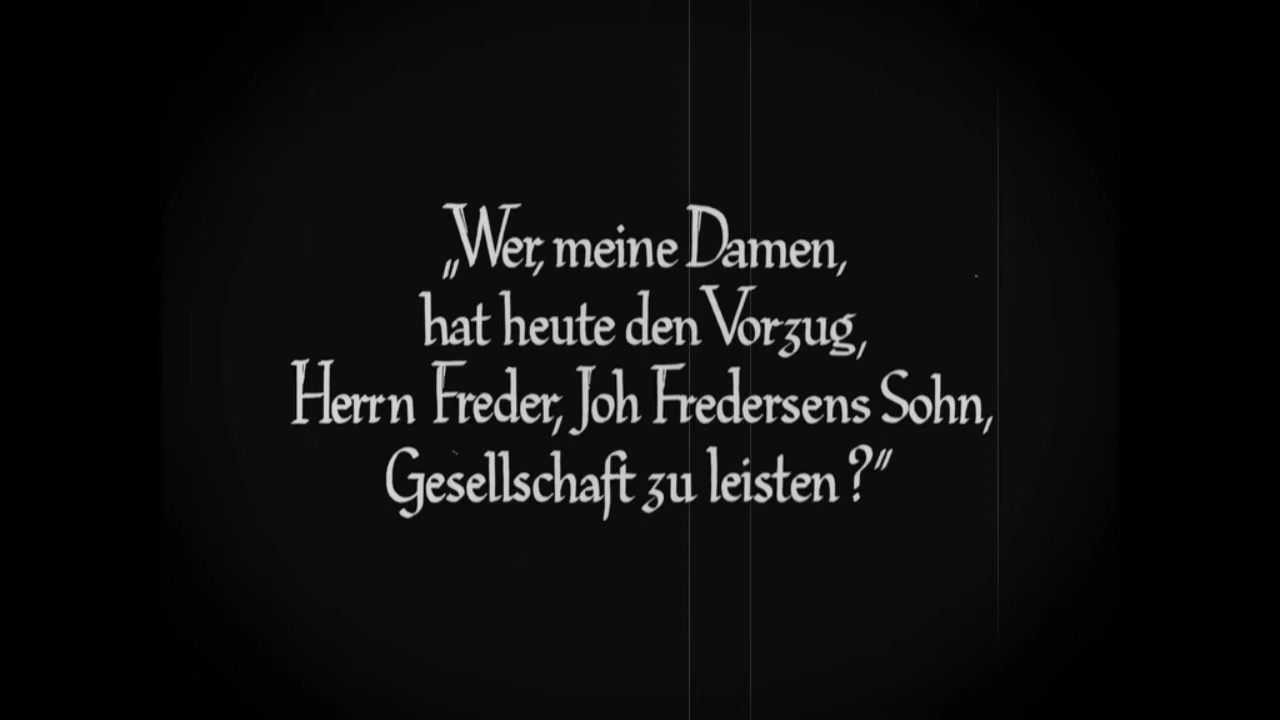 „Wer, meine Damen,
hat heute den Vorzug,
Herrn Freder, Joh Fredersens Sohn,
Gesellschaft zu leisten?”